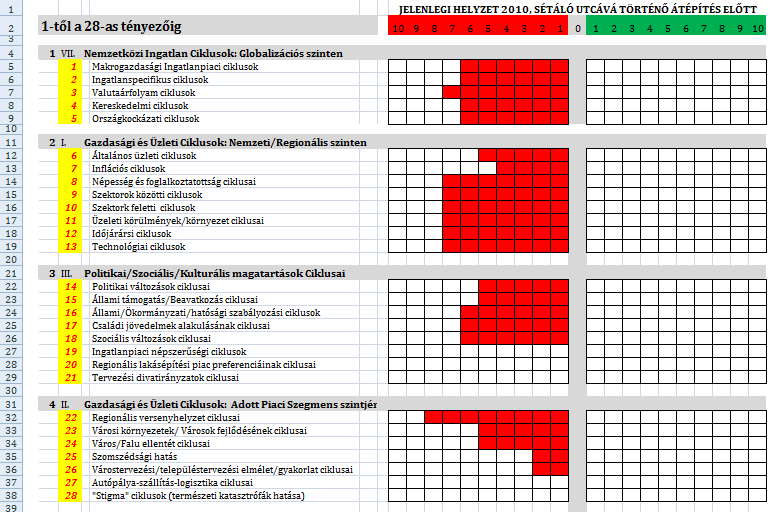 1 JELENLEGI HELYZET 2010, SÉTÁLÓ UTCÁVÁ TÖRTÉNŐ ÁTÉPÍTÉS ELŐTT
2 1-től a 28-as tényezőig 10 9 8 7 6 5 4 3 2 1 0 1 2 3 4 5 6 7 8 9 10
3
4 1 VII. Nemzetközi Ingatlan Ciklusok: Globalizációs szinten
5 1 Makrogazdasági Ingatlanpiaci ciklusok
6 2 Ingatlanspecifikus ciklusok
7 3 Valutaárfolyam ciklusok
8 4 Kereskedelmi ciklusok
9 5 Országkockázati ciklusok
10
11 2 I. Gazdasági és Üzleti Ciklusok: Nemzeti/Regionális szinten
12 6 Általános üzleti ciklusok
13 7 Inflációs ciklusok
14 8 Népesség és foglalkoztatottság ciklusai
15 9 Szektorok közötti ciklusok
16 10 Szektork feletti ciklusok
17 11 Üzeleti körülmények/környezet ciklusai
18 12 Időjárársi ciklusok
19 13 Technológiai ciklusok
20
21 3 III. Politikai/Szociális/Kulturális magatartások Ciklusai
22 14 Politikai változások ciklusai
23 15 Állami támogatás/Beavatkozás ciklusai
24 16 Állami/Ökormányzati/hatósági szabályozási ciklusok
25 17 Családi jövedelmek alakulásának ciklusai
26 18 Szociális változások ciklusai
27 19 Ingatlanpiaci népszerűségi ciklusok
28 20 Regionális lakásépítési piac preferenciáinak ciklusai
29 21 Tervezési divatirányzatok ciklusai
30
31 4 II. Gazdasági és Üzleti Ciklusok: Adott Piaci Szegmens szintjér
32 22 Regionális versenyhelyzet ciklusai
33 23 Városi környezetek/ Városok fejlődésének ciklusai
34 24 Város/Falu ellentét ciklusai
35 25 Szomszédsági hatás
36 26 Várostervezési/településtervezési elmélet/gyakorlat ciklusai
37 27 Autópálya-szállítás-logisztika ciklusai
38 28 "Stigma" ciklusok (természeti katasztrófák hatása)
39